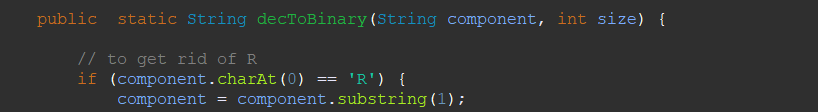 public  static String decToBinary(String component, int size) {
// to get rid of R
if (component.charAt(0) == 'R') {
component = component.substring(1);